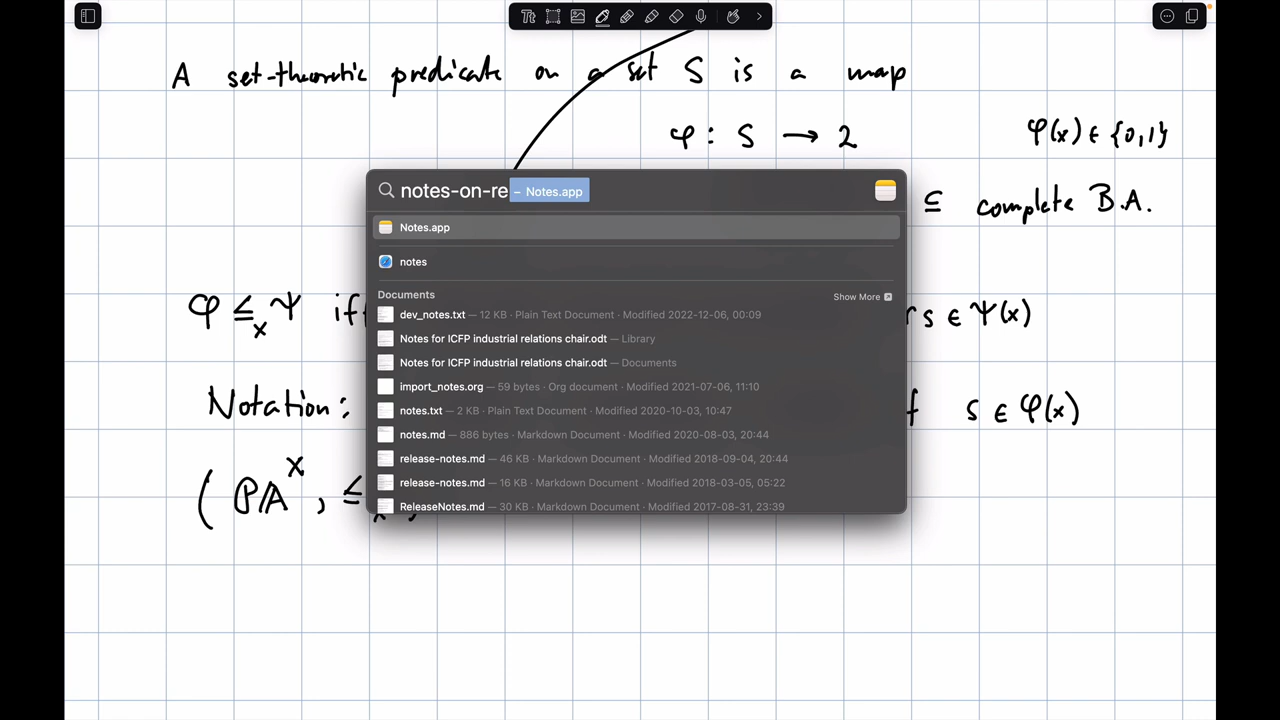 A set-theoretic predicate on a set S is a map
φ : S → 2
φ(x) ∈ {0,1}
notes-on-re – Notes.app
⊆ complete B.A.
Notes.app
notes
Documents
Show More
dev_notes.txt — 12 KB · Plain Text Document · Modified 2022-12-06, 00:09
φ ≤x ψ iff
s ∈ ψ(x)
Notes for ICFP industrial relations chair.odt — Library
Notes for ICFP industrial relations chair.odt — Documents
import_notes.org — 59 bytes · Org document · Modified 2021-07-06, 11:10
Notation:
s ∈ φ(x)
notes.txt — 2 KB · Plain Text Document · Modified 2020-10-03, 10:47
notes.md — 886 bytes · Markdown Document · Modified 2020-08-03, 20:44
release-notes.md — 46 KB · Markdown Document · Modified 2018-09-04, 20:44
release-notes.md — 16 KB · Markdown Document · Modified 2018-03-05, 05:22
(PA^x, ≤
ReleaseNotes.md — 30 KB · Markdown Document · Modified 2017-08-31, 23:39